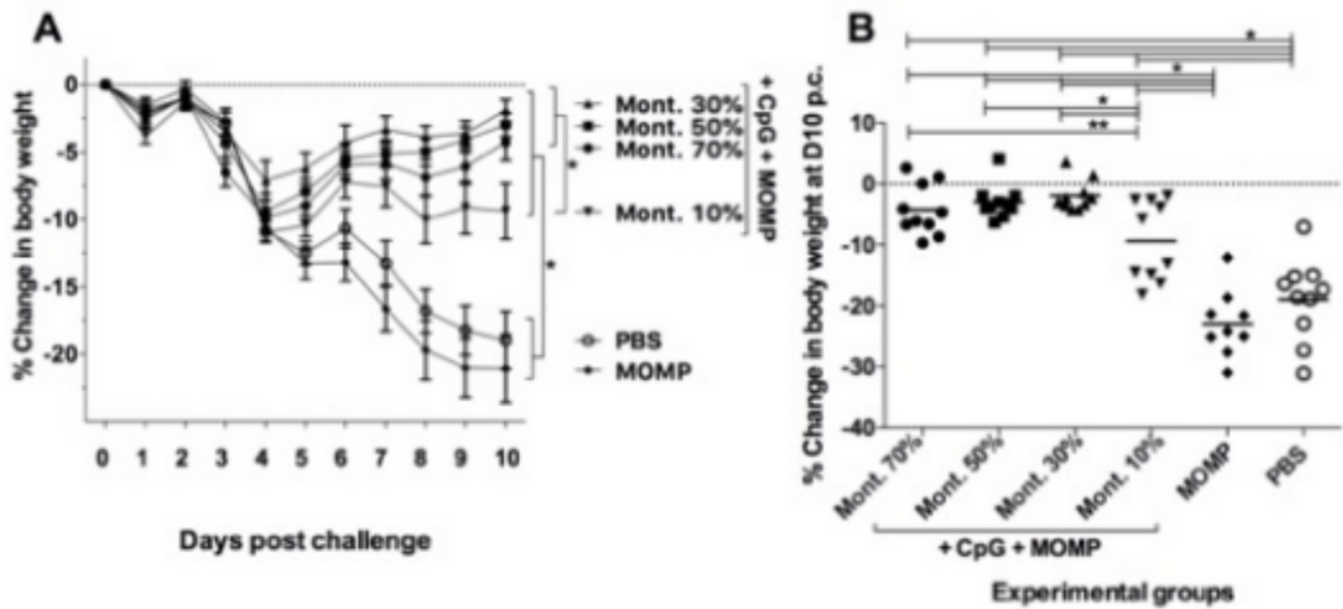 A
% Change in body weight
0
-5
-10
-15
-20
0 1 2 3 4 5 6 7 8 9 10
Days post challenge
*
*
Mont. 30%
Mont. 50%
Mont. 70%
Mont. 10%
+ CpG + MOMP
PBS
MOMP
B
% Change in body weight at D10 p.c.
*
*
*
**
10
0
-10
-20
-30
-40
Mont. 70%
Mont. 50%
Mont. 30%
Mont. 10%
MOMP
PBS
+ CpG + MOMP
Experimental groups